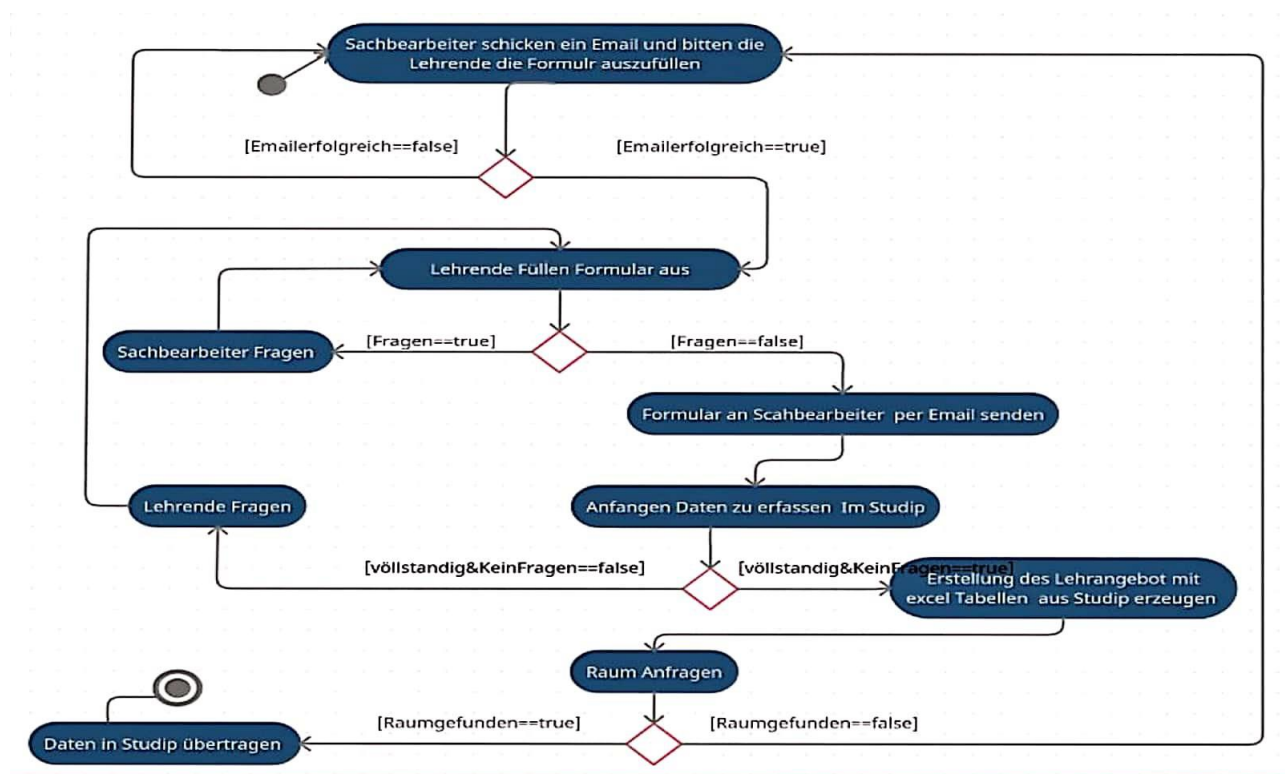 Sachbearbeiter schicken ein Email und bitten die
Lehrende die Formulr auszufüllen
[Emailerfolgreich==false]
[Emailerfolgreich==true]
Lehrende Füllen Formular aus
Sachbearbeiter Fragen
[Fragen==true]
[Fragen==false]
Formular an Scahbearbeiter per Email senden
Lehrende Fragen
Anfangen Daten zu erfassen Im Studip
[völlstandig&KeinFragen==false]
[völlstandig&KeinFragen==true]
Erstellung des Lehrangebot mit
excel Tabellen aus Studip erzeugen
Raum Anfragen
[Raumgefunden==true]
[Raumgefunden==false]
Daten in Studip übertragen